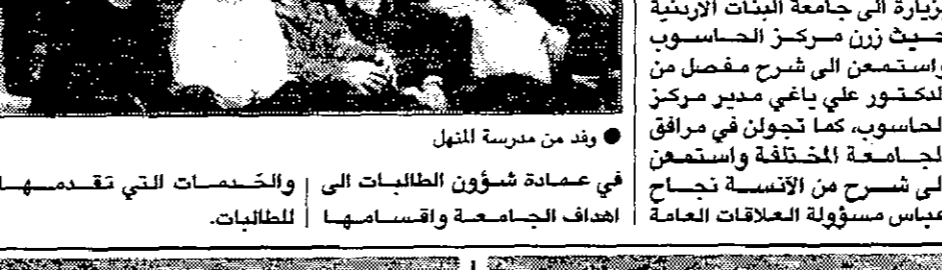 بزيارة الى جامعة البنات الاردنية
حيث زرن مركز الحاسوب
واستمعن الى شرح مفصل من
الدكتور علي ياغي مدير مركز
الحاسوب، كما تجولن في مرافق
الجامعة المختلفة واستمعن
الى شرح من الآنسة نجاح
عباس مسؤولة العلاقات العامة
● وفد من مدرسة المنهل
في عمادة شؤون الطالبات الى
اهداف الجامعة واقسامها
والخدمات التي تقدمها
للطالبات.